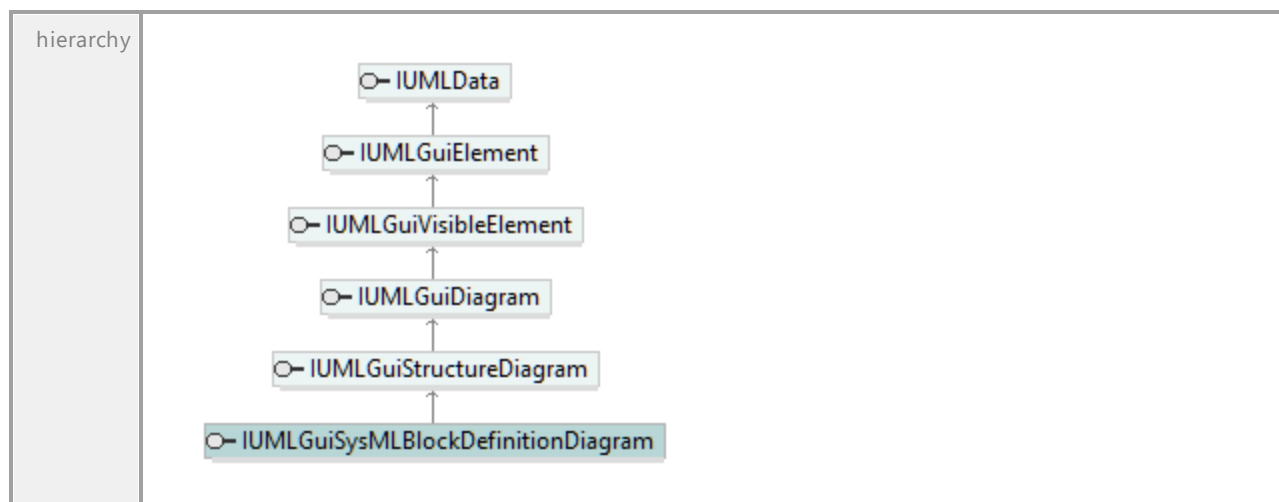 hierarchy
IUMLData
IUMLGuiElement
IUMLGuiVisibleElement
IUMLGuiDiagram
IUMLGuiStructureDiagram
IUMLGuiSysMLBlockDefinitionDiagram